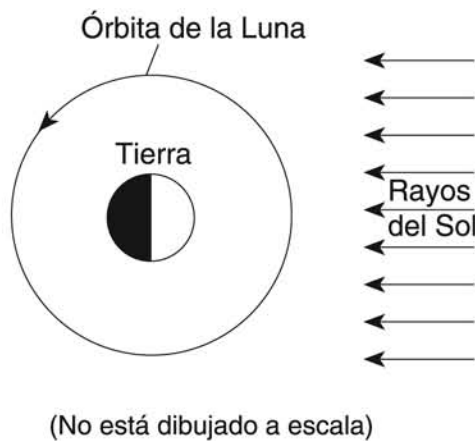 Órbita de la Luna
Tierra
Rayos
del Sol
(No está dibujado a escala)